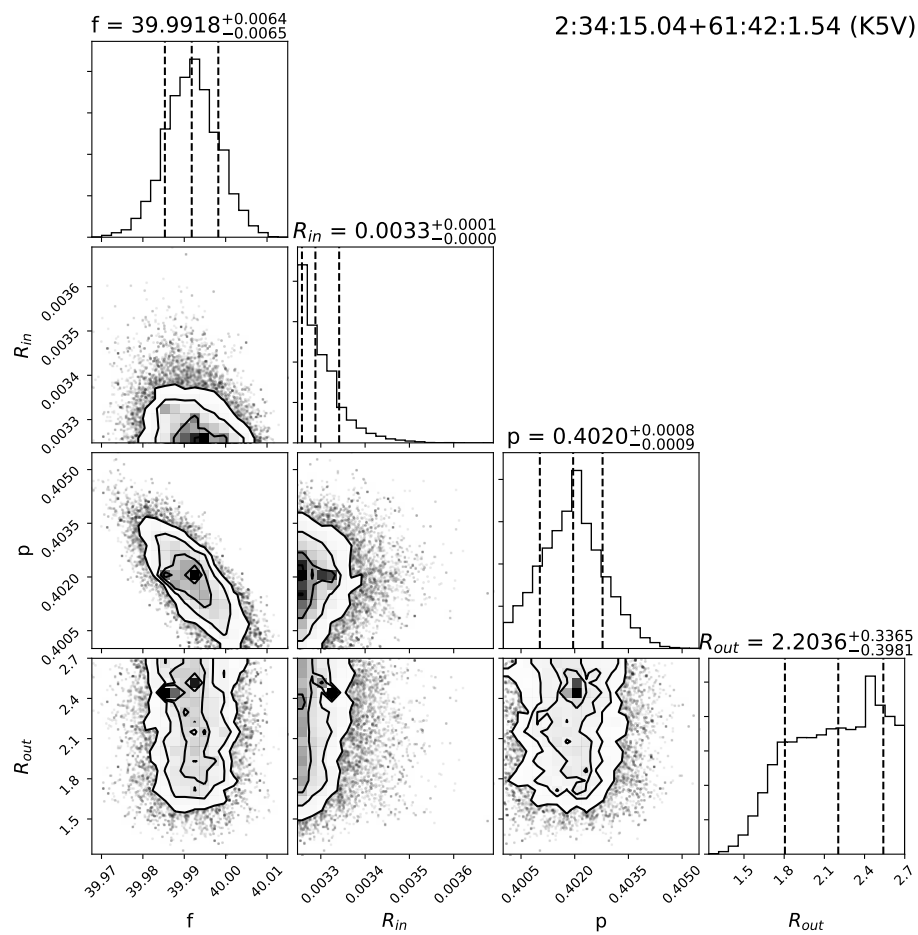 f = 39.9918+0.0064−0.0065
2:34:15.04+61:42:1.54 (K5V)
Rin = 0.0033+0.0001−0.0000
Rin
0.0036
0.0035
0.0034
0.0033
p = 0.4020+0.0008−0.0009
p
0.4050
0.4035
0.4020
0.4005
Rout = 2.2036+0.3365−0.3981
Rout
2.7
2.4
2.1
1.8
1.5
39.97 39.98 39.99 40.00 40.01
0.0033 0.0034 0.0035 0.0036
0.4005 0.4020 0.4035 0.4050
1.5 1.8 2.1 2.4 2.7
f Rin p Rout